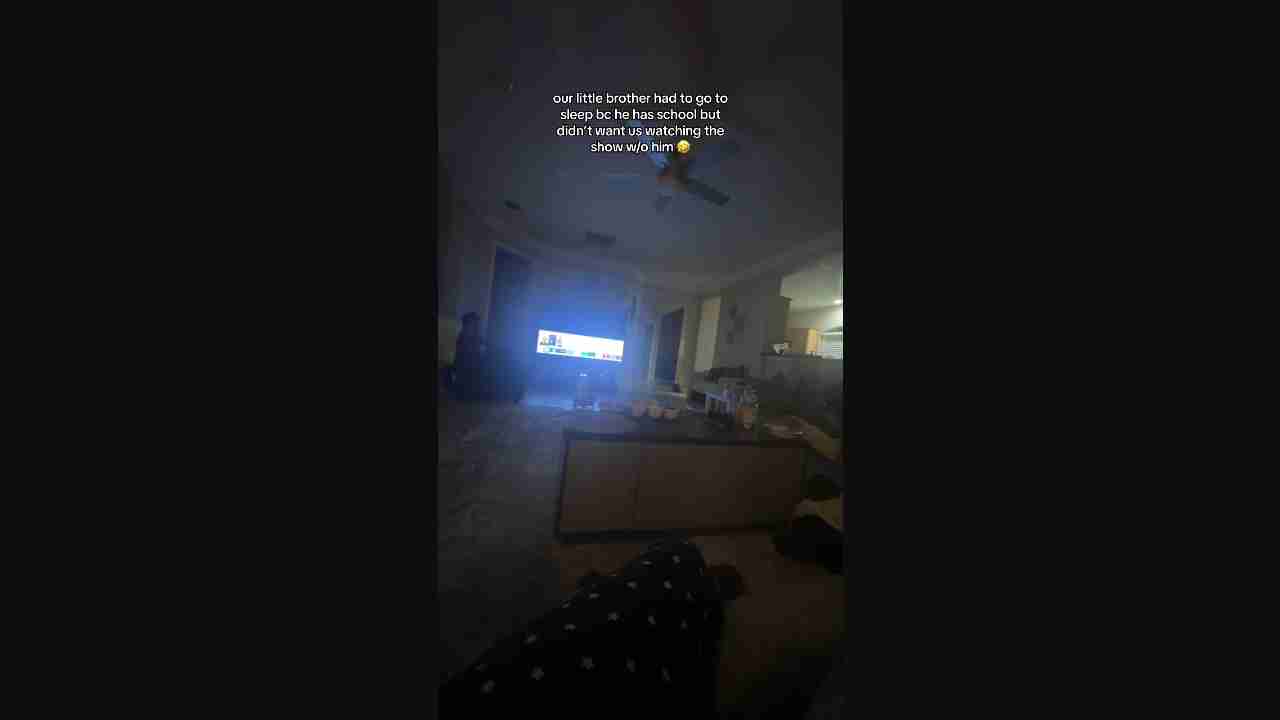 our little brother had to go to
sleep bc he has school but
didn't want us watching the
show w/o him 🤣